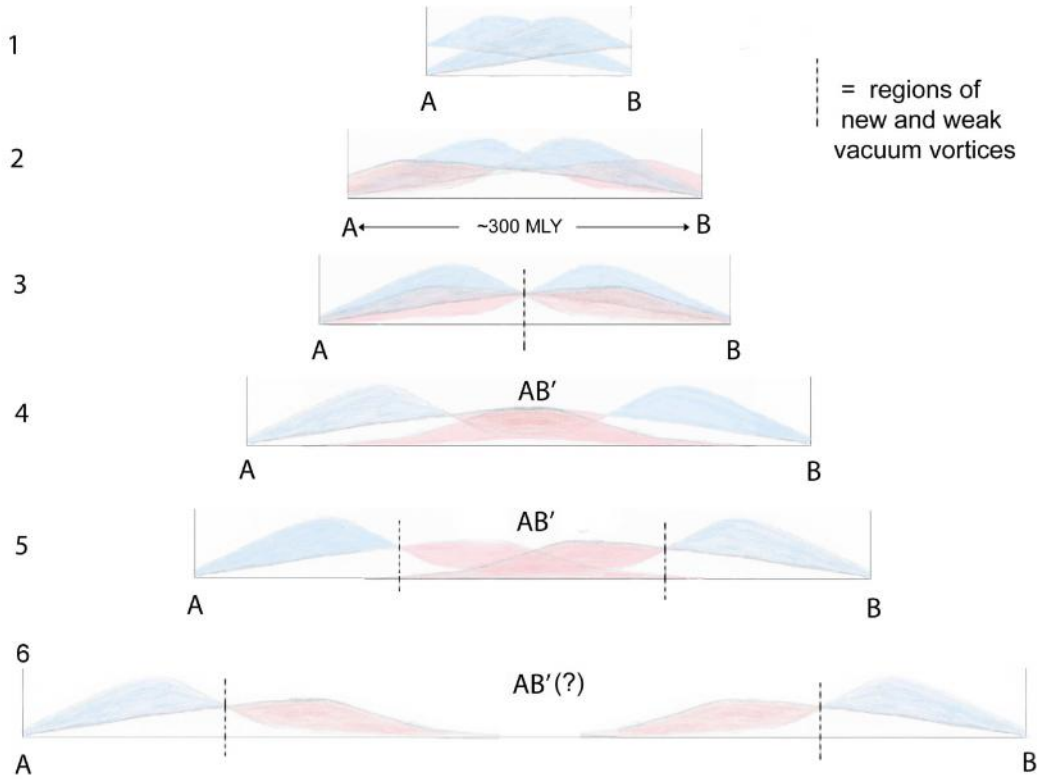 1
A B
= regions of
new and weak
vacuum vortices
2
A ~300 MLY B
3
A B
AB′
4
A B
AB′
5
A B
6
AB′(?)
A B